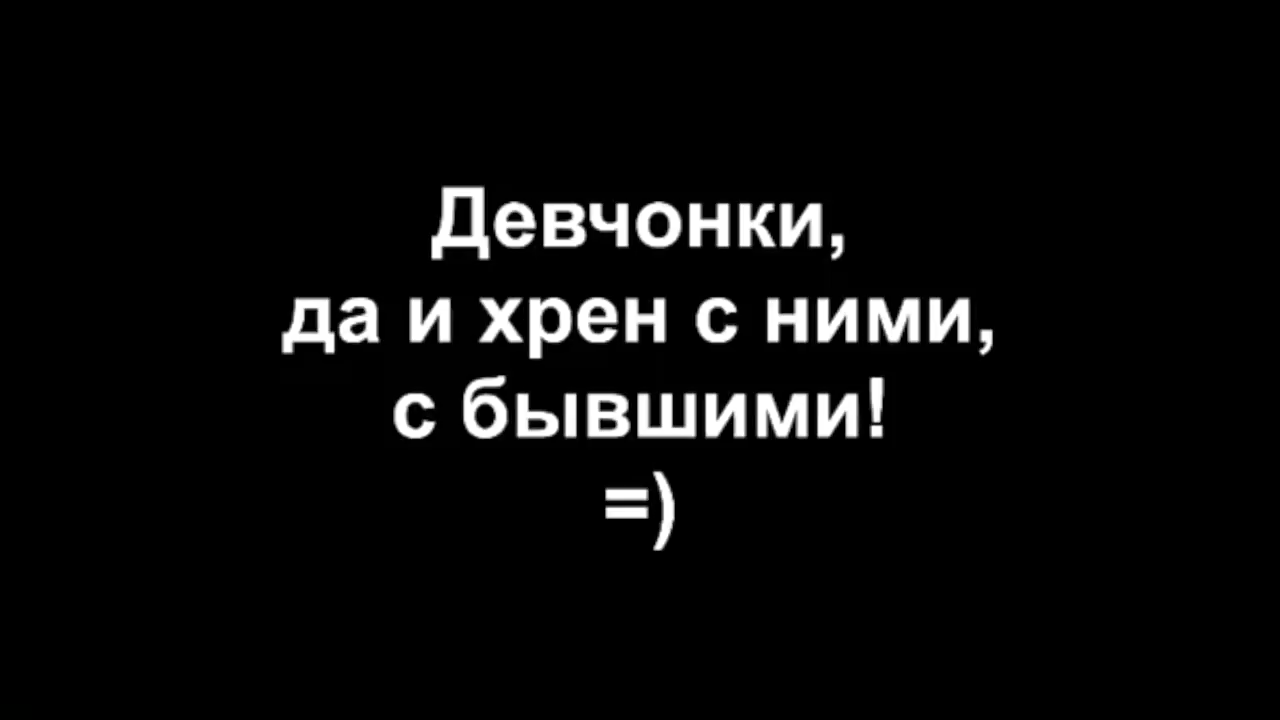 Девчонки,
да и хрен с ними,
с бывшими!
=)